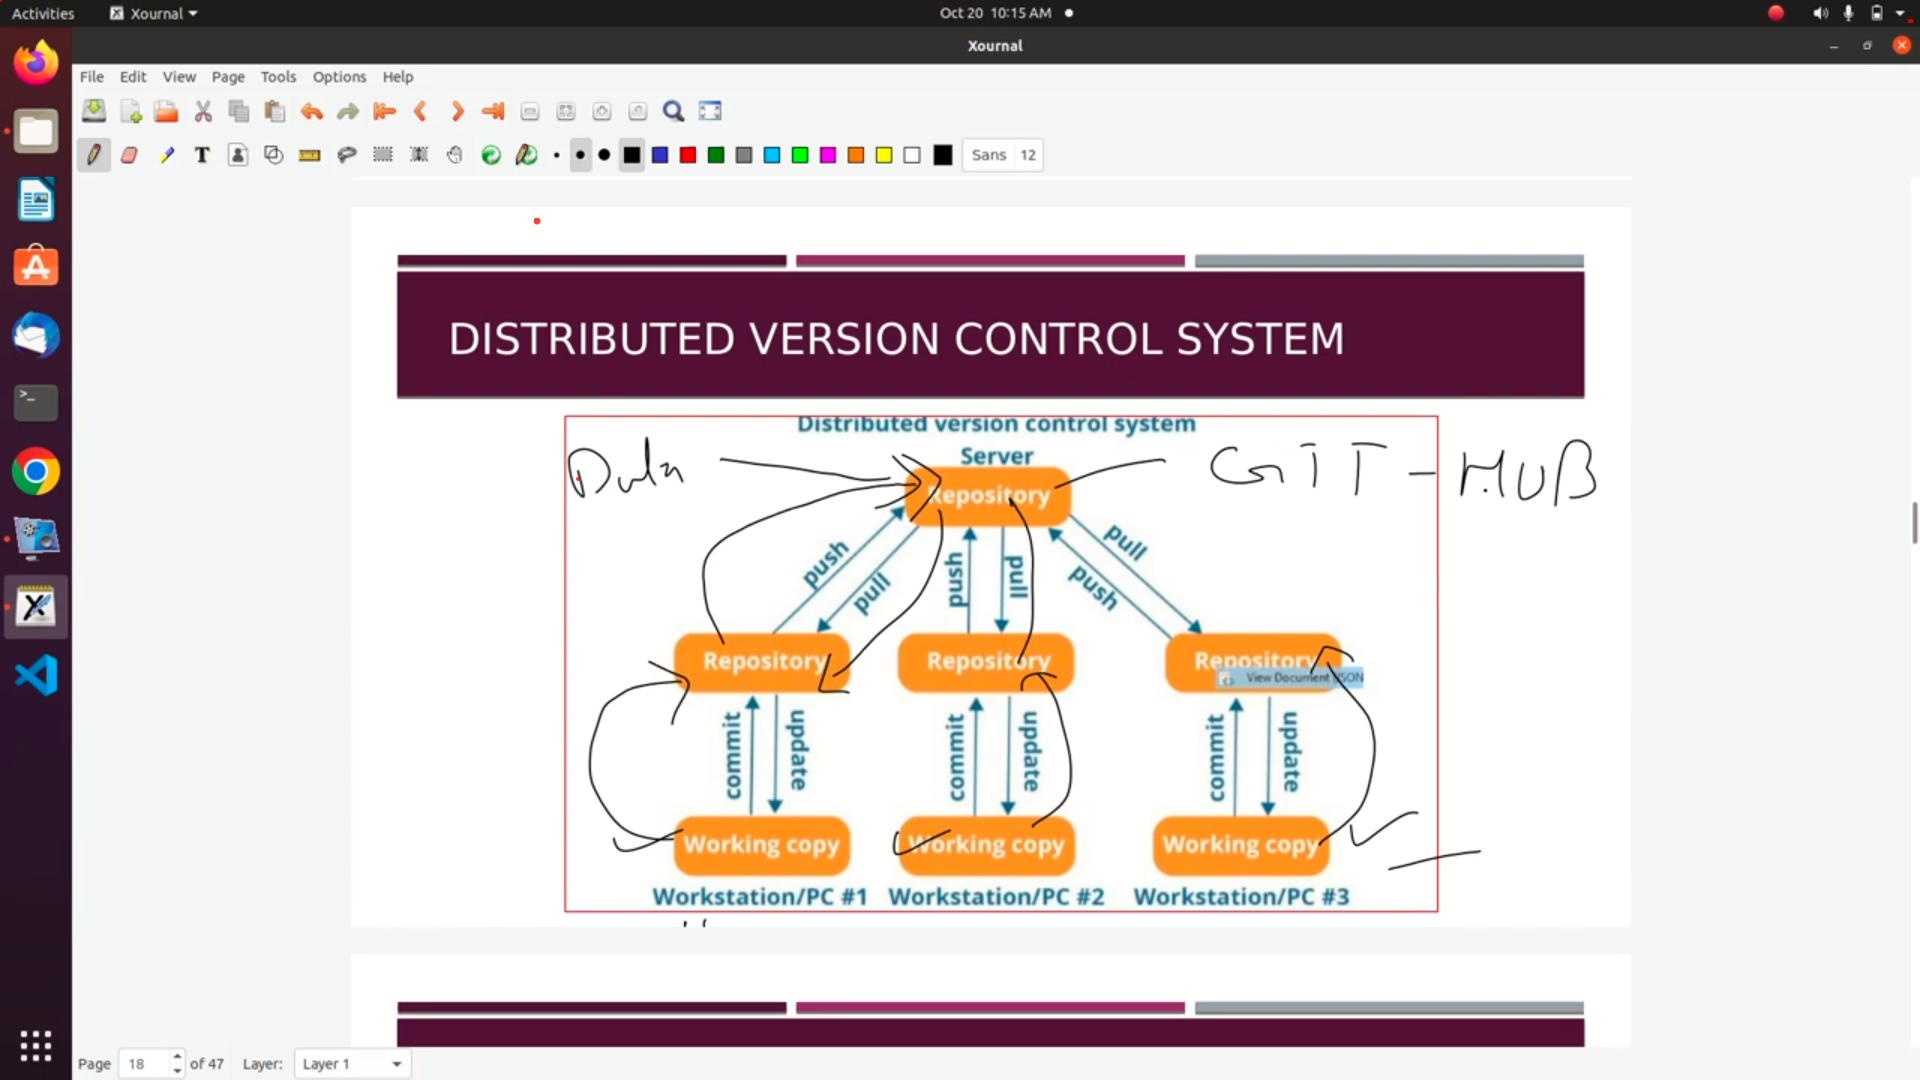 Activities Xournal Oct 20 10:15 AM
Xournal
File Edit View Page Tools Options Help
T Sans 12
DISTRIBUTED VERSION CONTROL SYSTEM
Distributed version control system
Server
GIT - HUB
Repository
push pull push pull pull push
Repository Repository Repository
View Document JSON
commit update commit update commit update
Working copy Working copy Working copy
Workstation/PC #1 Workstation/PC #2 Workstation/PC #3
Page 18 of 47 Layer: Layer 1